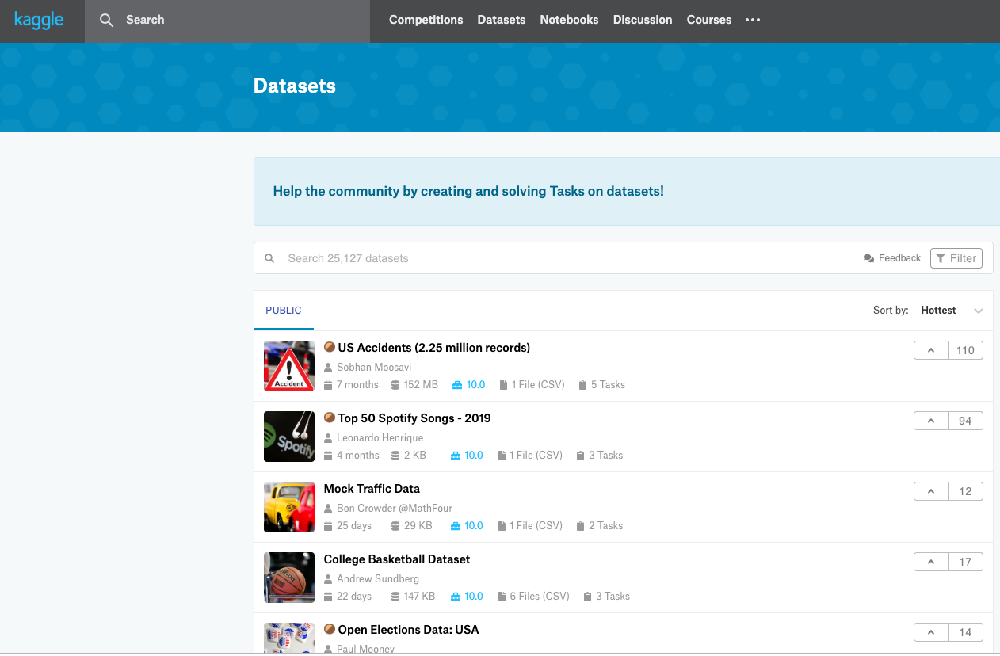 kaggle
Search
Competitions Datasets Notebooks Discussion Courses
Datasets
Help the community by creating and solving Tasks on datasets!
Search 25,127 datasets
Feedback
Filter
PUBLIC
Sort by: Hottest
Accident
US Accidents (2.25 million records)
Sobhan Moosavi
7 months 152 MB 10.0 1 File (CSV) 5 Tasks
110
Spotify
Top 50 Spotify Songs - 2019
Leonardo Henrique
4 months 2 KB 10.0 1 File (CSV) 3 Tasks
94
Mock Traffic Data
Bon Crowder @MathFour
25 days 29 KB 10.0 1 File (CSV) 2 Tasks
12
College Basketball Dataset
Andrew Sundberg
22 days 147 KB 10.0 6 Files (CSV) 3 Tasks
17
Open Elections Data: USA
Paul Mooney
14